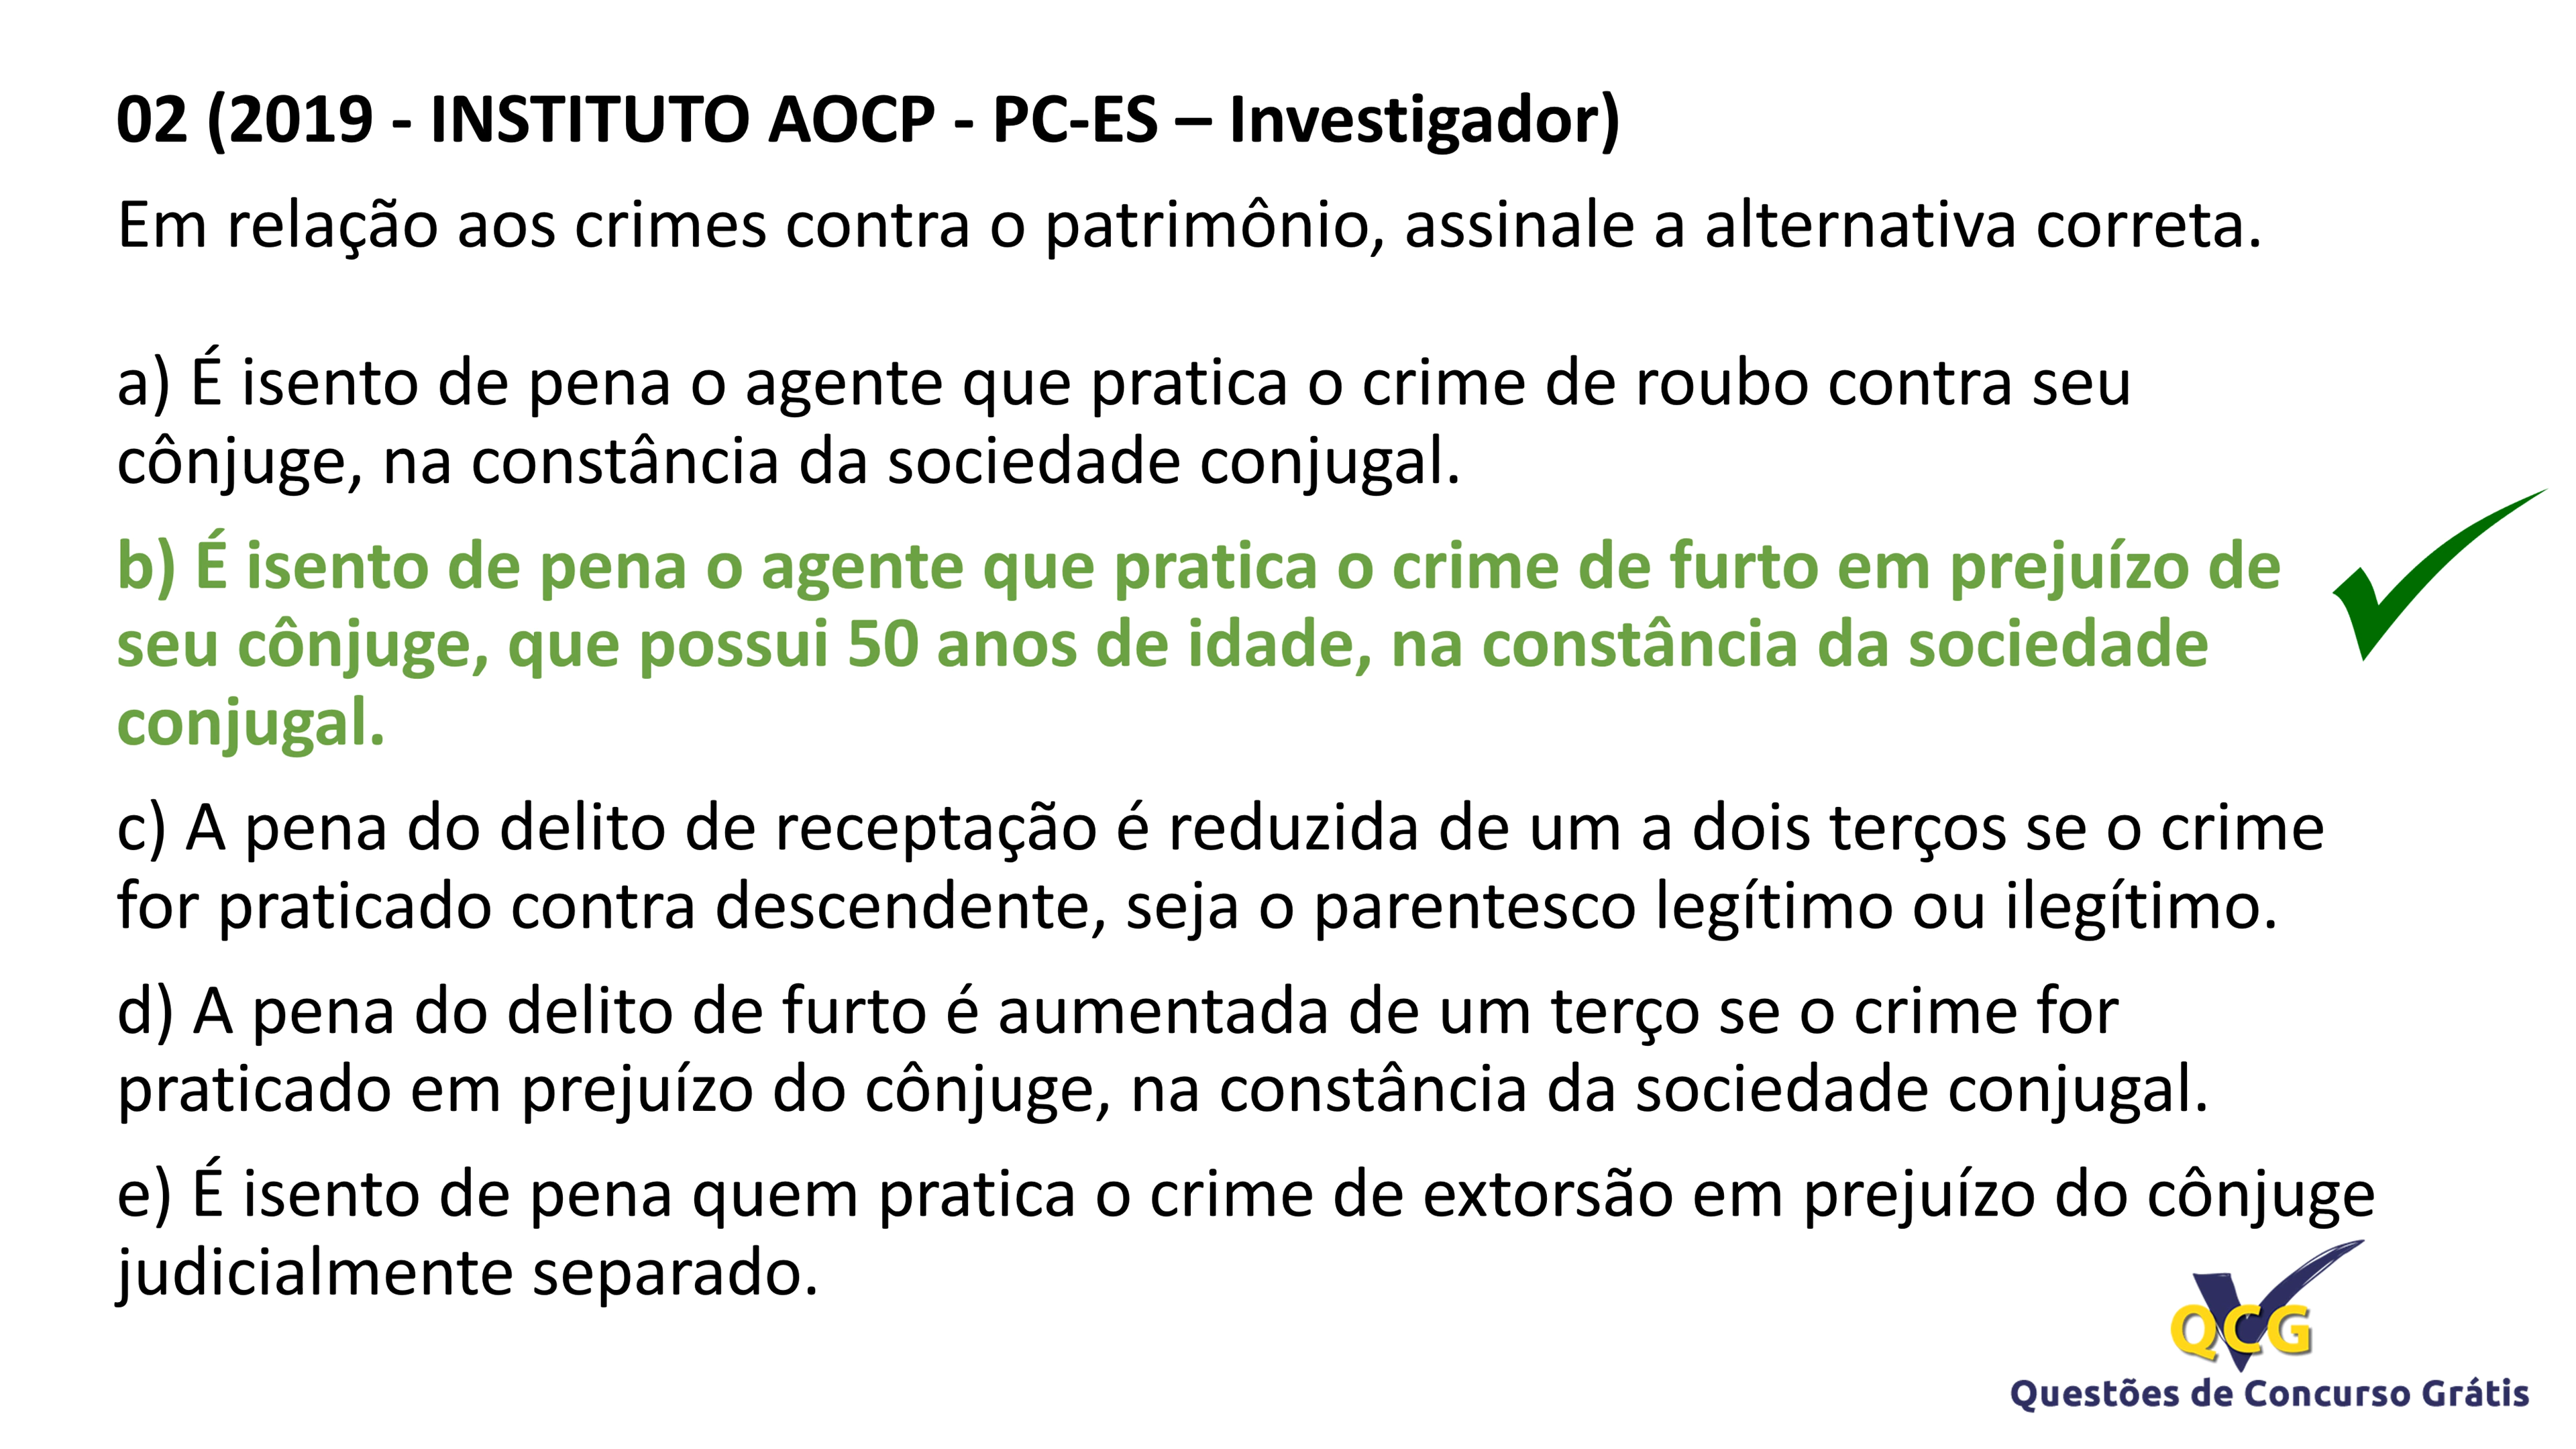 02 (2019 - INSTITUTO AOCP - PC-ES – Investigador)
Em relação aos crimes contra o patrimônio, assinale a alternativa correta.
a) É isento de pena o agente que pratica o crime de roubo contra seu
cônjuge, na constância da sociedade conjugal.
b) É isento de pena o agente que pratica o crime de furto em prejuízo de
seu cônjuge, que possui 50 anos de idade, na constância da sociedade
conjugal.
c) A pena do delito de receptação é reduzida de um a dois terços se o crime
for praticado contra descendente, seja o parentesco legítimo ou ilegítimo.
d) A pena do delito de furto é aumentada de um terço se o crime for
praticado em prejuízo do cônjuge, na constância da sociedade conjugal.
e) É isento de pena quem pratica o crime de extorsão em prejuízo do cônjuge
judicialmente separado.
QCG
Questões de Concurso Grátis